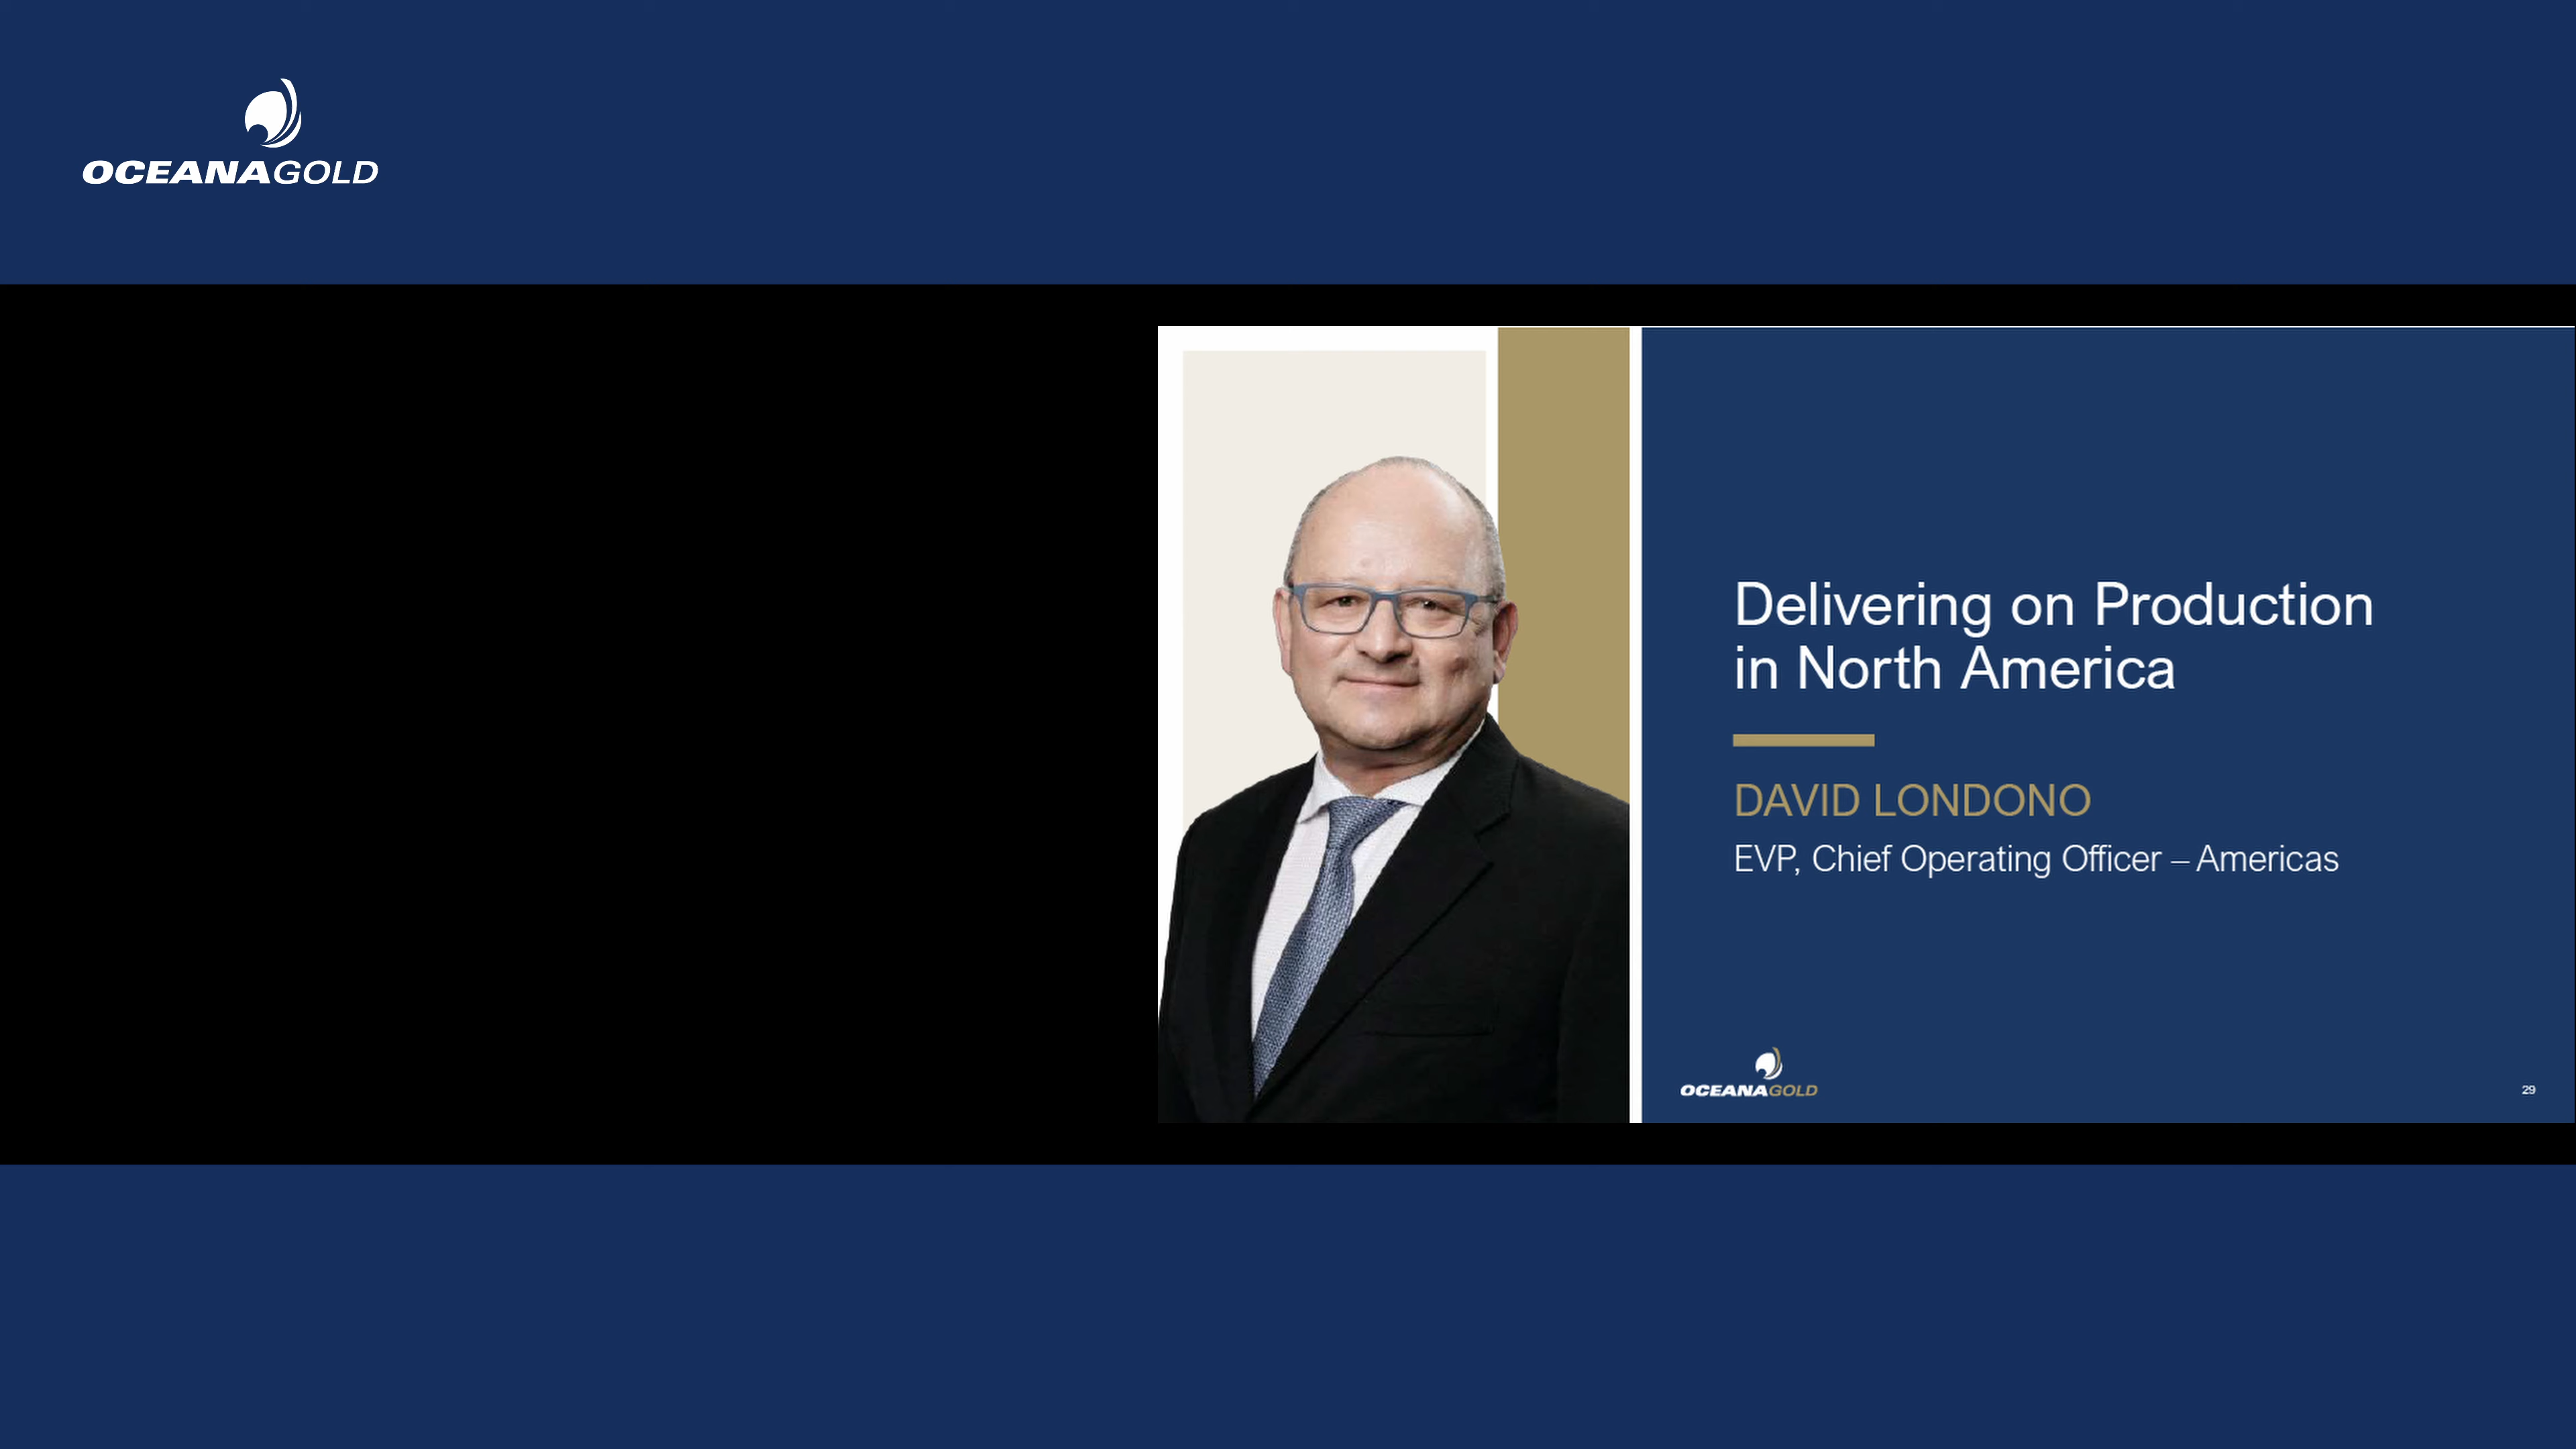 OCEANAGOLD
Delivering on Production
in North America
DAVID LONDONO
EVP, Chief Operating Officer – Americas
OCEANAGOLD
29